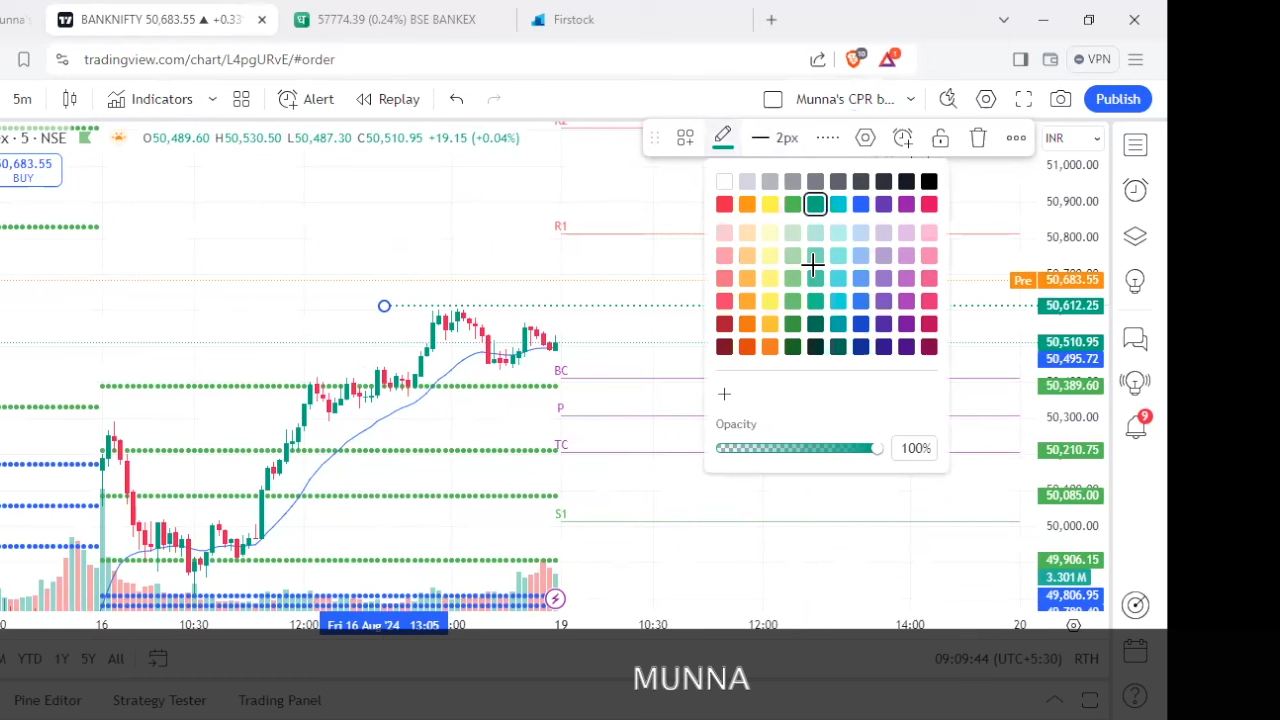 BANKNIFTY 50,683.55 ▲ +0.33
57774.39 (0.24%) BSE BANKEX
Firstock
tradingview.com/chart/L4pgURvE/#order
VPN
5m
Indicators
Alert
Replay
Munna's CPR b...
Publish
x · 5 · NSE
O50,489.60 H50,530.50 L50,487.30 C50,510.95 +19.15 (+0.04%)
2px
INR
BUY
R2
R1
BC
P
TC
S1
Opacity
100%
51,000.00
50,900.00
50,800.00
Pre 50,683.55
50,612.25
50,510.95
50,495.72
50,389.60
50,300.00
50,210.75
50,085.00
50,000.00
49,906.15
3.301M
49,806.95
9
16
10:30
12:00
Fri 16 Aug '24 13:05
:00
19
10:30
12:00
14:00
20
YTD 1Y 5Y All
09:09:44 (UTC+5:30) RTH
MUNNA
Pine Editor
Strategy Tester
Trading Panel